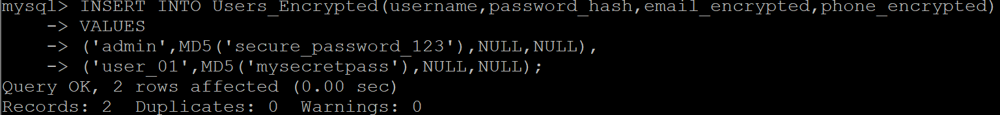 mysql> INSERT INTO Users_Encrypted(username,password_hash,email_encrypted,phone_encrypted)
    -> VALUES
    -> ('admin',MD5('secure_password_123'),NULL,NULL),
    -> ('user_01',MD5('mysecretpass'),NULL,NULL);
Query OK, 2 rows affected (0.00 sec)
Records: 2  Duplicates: 0  Warnings: 0